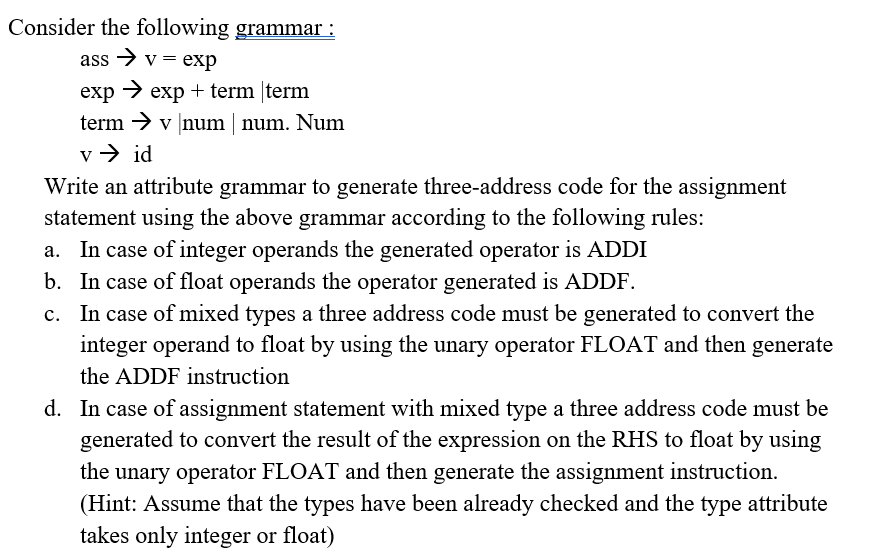 Consider the following grammar :
ass → v = exp
exp → exp + term |term
term → v |num | num. Num
v → id
Write an attribute grammar to generate three-address code for the assignment
statement using the above grammar according to the following rules:
a. In case of integer operands the generated operator is ADDI
b. In case of float operands the operator generated is ADDF.
c. In case of mixed types a three address code must be generated to convert the
integer operand to float by using the unary operator FLOAT and then generate
the ADDF instruction
d. In case of assignment statement with mixed type a three address code must be
generated to convert the result of the expression on the RHS to float by using
the unary operator FLOAT and then generate the assignment instruction.
(Hint: Assume that the types have been already checked and the type attribute
takes only integer or float)